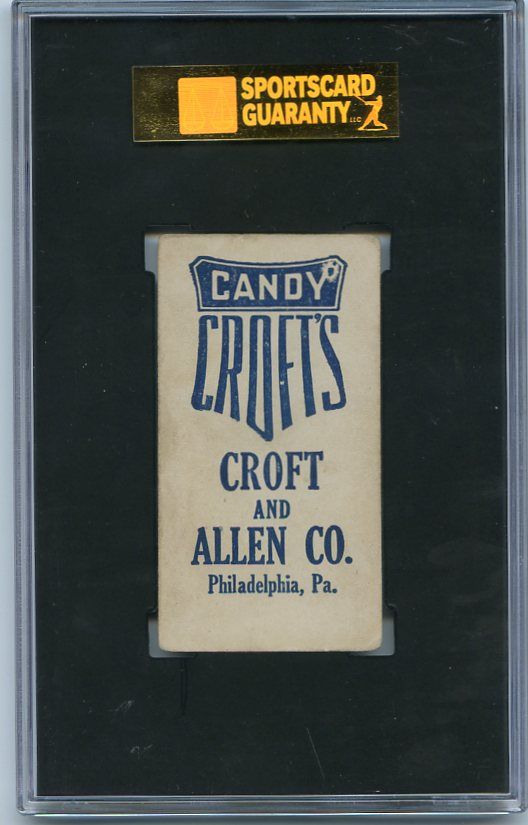 SPORTSCARD
GUARANTY LLC
CANDY
CROFT'S
CROFT
AND
ALLEN CO.
Philadelphia, Pa.